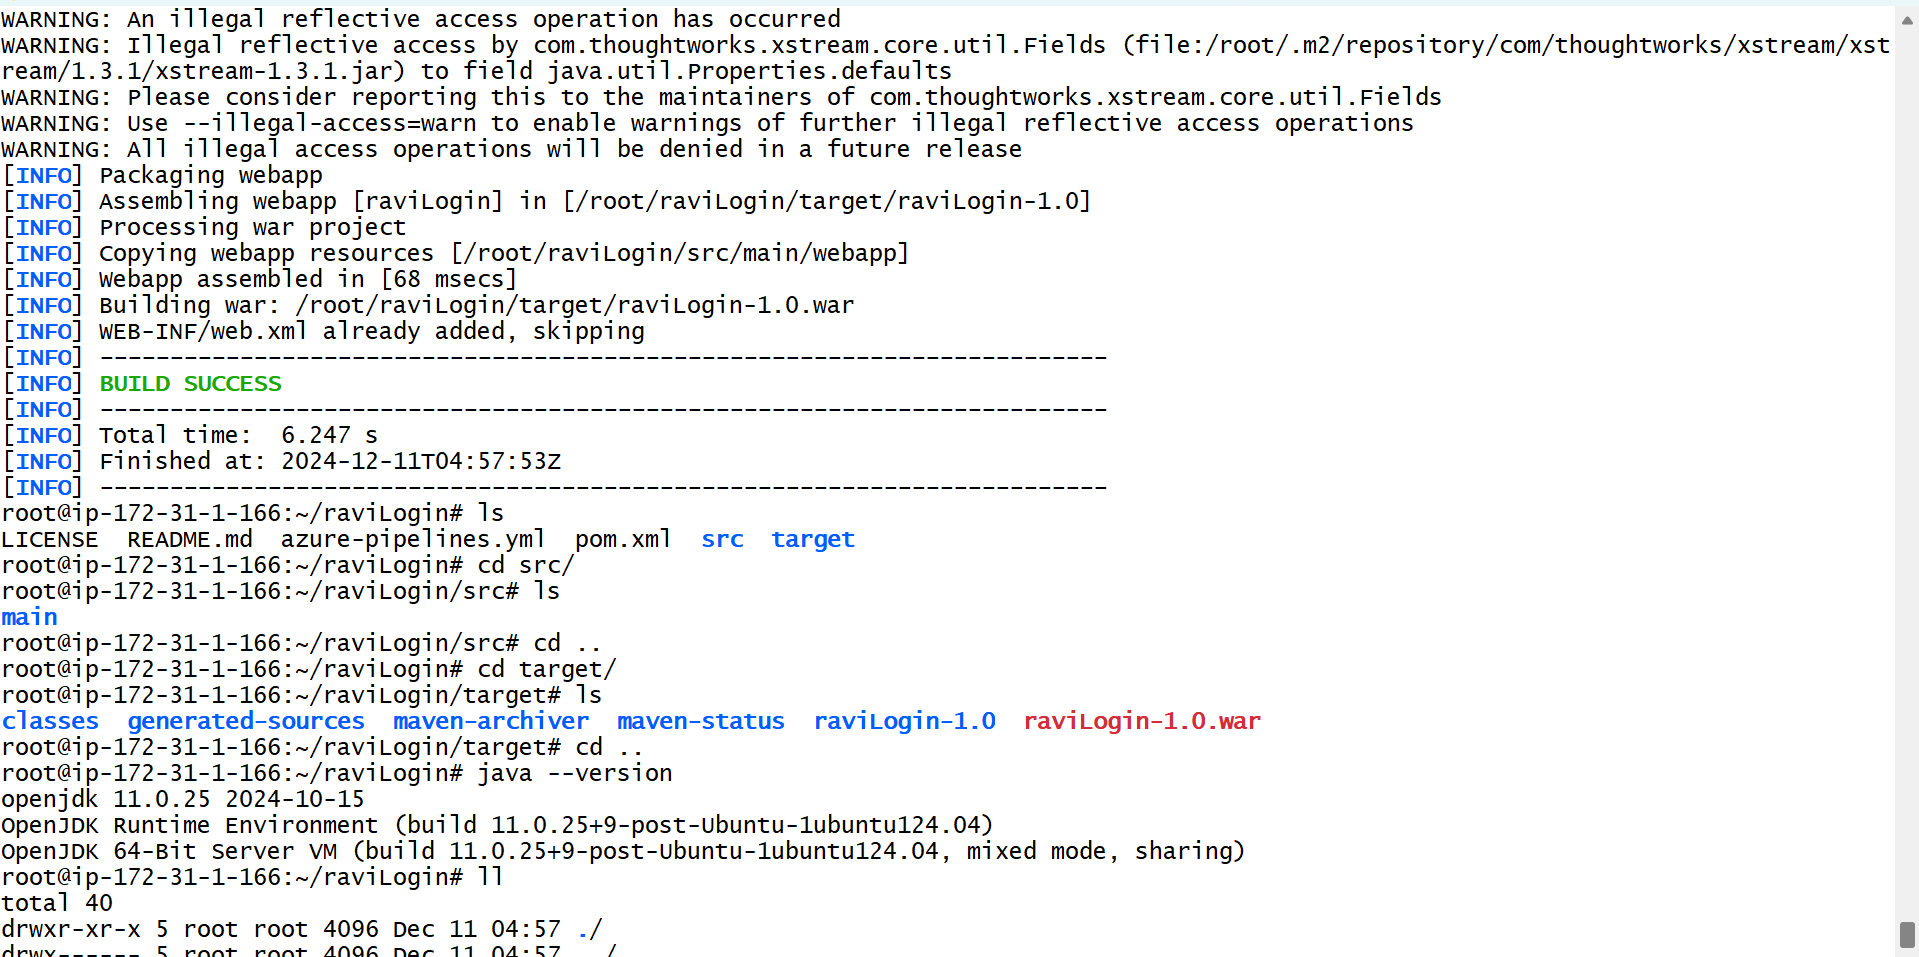 WARNING: An illegal reflective access operation has occurred
WARNING: Illegal reflective access by com.thoughtworks.xstream.core.util.Fields (file:/root/.m2/repository/com/thoughtworks/xstream/xst
ream/1.3.1/xstream-1.3.1.jar) to field java.util.Properties.defaults
WARNING: Please consider reporting this to the maintainers of com.thoughtworks.xstream.core.util.Fields
WARNING: Use --illegal-access=warn to enable warnings of further illegal reflective access operations
WARNING: All illegal access operations will be denied in a future release
[INFO] Packaging webapp
[INFO] Assembling webapp [raviLogin] in [/root/raviLogin/target/raviLogin-1.0]
[INFO] Processing war project
[INFO] Copying webapp resources [/root/raviLogin/src/main/webapp]
[INFO] Webapp assembled in [68 msecs]
[INFO] Building war: /root/raviLogin/target/raviLogin-1.0.war
[INFO] WEB-INF/web.xml already added, skipping
[INFO] ------------------------------------------------------------------------
[INFO] BUILD SUCCESS
[INFO] ------------------------------------------------------------------------
[INFO] Total time:  6.247 s
[INFO] Finished at: 2024-12-11T04:57:53Z
[INFO] ------------------------------------------------------------------------
root@ip-172-31-1-166:~/raviLogin# ls
LICENSE  README.md  azure-pipelines.yml  pom.xml  src  target
root@ip-172-31-1-166:~/raviLogin# cd src/
root@ip-172-31-1-166:~/raviLogin/src# ls
main
root@ip-172-31-1-166:~/raviLogin/src# cd ..
root@ip-172-31-1-166:~/raviLogin# cd target/
root@ip-172-31-1-166:~/raviLogin/target# ls
classes  generated-sources  maven-archiver  maven-status  raviLogin-1.0  raviLogin-1.0.war
root@ip-172-31-1-166:~/raviLogin/target# cd ..
root@ip-172-31-1-166:~/raviLogin# java --version
openjdk 11.0.25 2024-10-15
OpenJDK Runtime Environment (build 11.0.25+9-post-Ubuntu-1ubuntu124.04)
OpenJDK 64-Bit Server VM (build 11.0.25+9-post-Ubuntu-1ubuntu124.04, mixed mode, sharing)
root@ip-172-31-1-166:~/raviLogin# ll
total 40
drwxr-xr-x 5 root root 4096 Dec 11 04:57 ./
drwx------ 5 root root 4096 Dec 11 04:57 ../